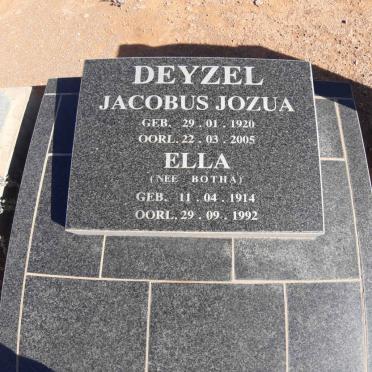 DEYZEL
JACOBUS JOZUA
GEB. 29 . 01 . 1920
OORL. 22 . 03 . 2005
ELLA
(NEE BOTHA)
GEB. 11 . 04 . 1914
OORL. 29 . 09 . 1992